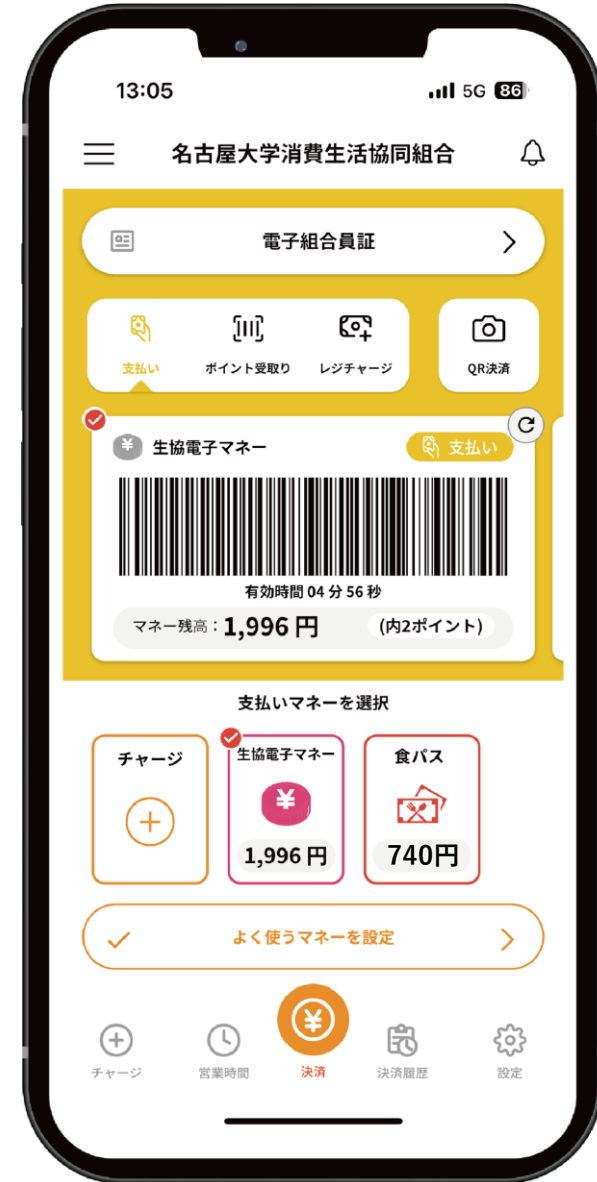 13:05
5G 86
名古屋大学消費生活協同組合
電子組合員証
支払い ポイント受取り レジチャージ QR決済
¥ 生協電子マネー 支払い
有効時間 04 分 56 秒
マネー残高：1,996 円 (内2ポイント)
支払いマネーを選択
チャージ 生協電子マネー 食パス
¥
1,996 円 740円
よく使うマネーを設定
¥
チャージ 営業時間 決済 決済履歴 設定